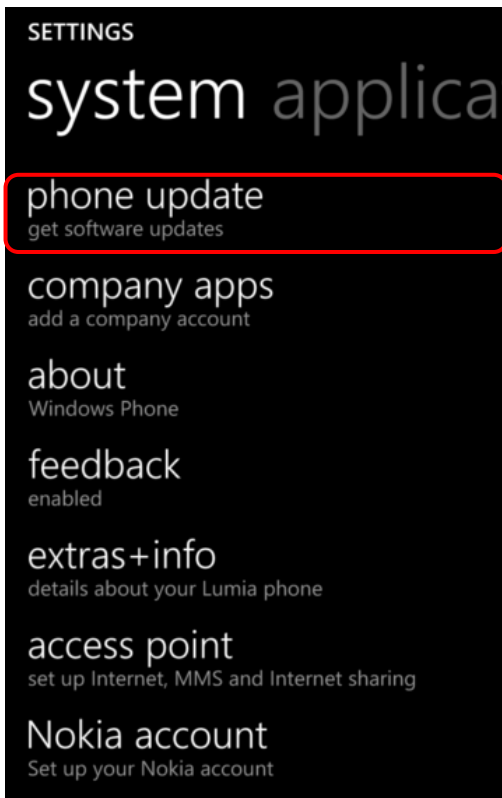 SETTINGS
system applica
phone update
get software updates
company apps
add a company account
about
Windows Phone
feedback
enabled
extras+info
details about your Lumia phone
access point
set up Internet, MMS and Internet sharing
Nokia account
Set up your Nokia account